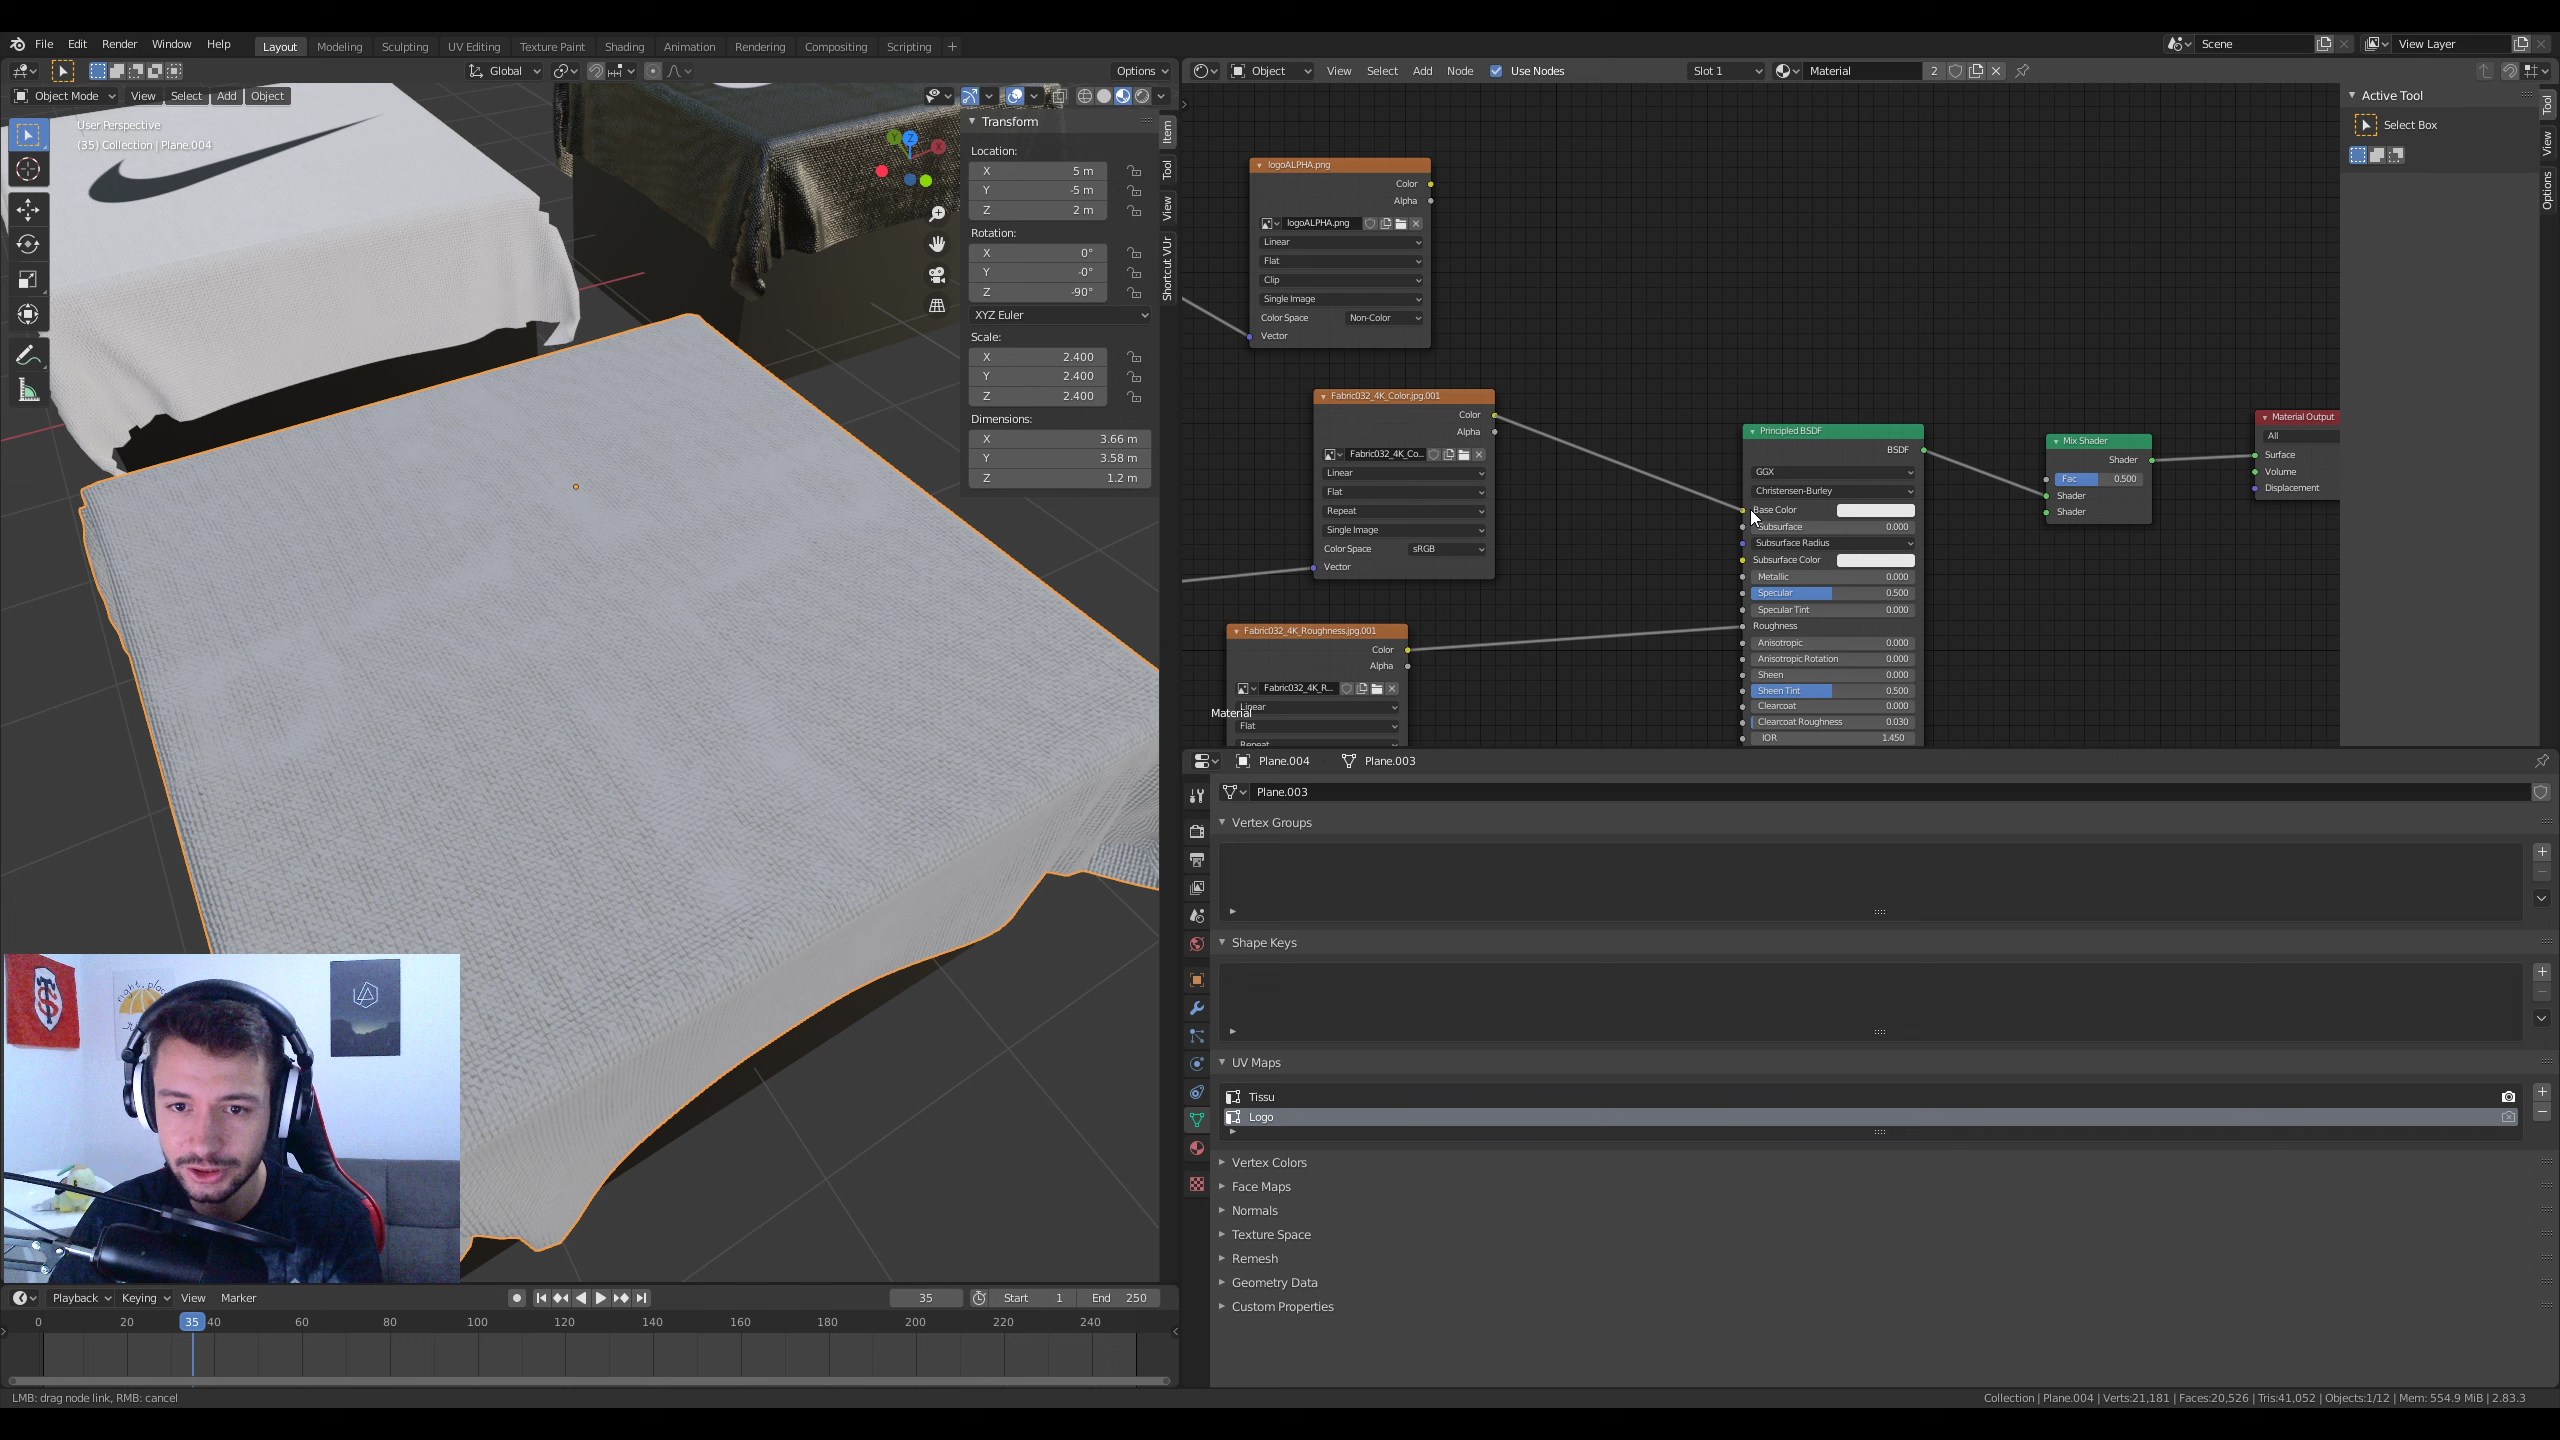 File Edit Render Window Help Layout Modeling Sculpting UV Editing Texture Paint Shading Animation Rendering Compositing Scripting + Scene View Layer
Global Options Object View Select Add Node Use Nodes Slot 1 Material 2
Object Mode View Select Add Object
User Perspective
(35) Collection | Plane.004
Transform
Location:
X 5 m
Y -5 m
Z 2 m
Rotation:
X 0°
Y -0°
Z -90°
XYZ Euler
Scale:
X 2.400
Y 2.400
Z 2.400
Dimensions:
X 3.66 m
Y 3.58 m
Z 1.2 m
Item
Tool
View
Shortcut VUr
logoALPHA.png
Color
Alpha
logoALPHA.png
Linear
Flat
Clip
Single Image
Color Space Non-Color
Vector
Fabric032_4K_Color.jpg.001
Color
Alpha
Fabric032_4K_Co...
Linear
Flat
Repeat
Single Image
Color Space sRGB
Vector
Fabric032_4K_Roughness.jpg.001
Color
Alpha
Fabric032_4K_R...
Linear
Flat
Repeat
Material
Principled BSDF
BSDF
GGX
Christensen-Burley
Base Color
Subsurface 0.000
Subsurface Radius
Subsurface Color
Metallic 0.000
Specular 0.500
Specular Tint 0.000
Roughness
Anisotropic 0.000
Anisotropic Rotation 0.000
Sheen 0.000
Sheen Tint 0.500
Clearcoat 0.000
Clearcoat Roughness 0.030
IOR 1.450
Mix Shader
Shader
Fac 0.500
Shader
Shader
Material Output
All
Surface
Volume
Displacement
Active Tool
Select Box
Tool
View
Options
Plane.004 Plane.003
Plane.003
Vertex Groups
Shape Keys
UV Maps
Tissu
Logo
Vertex Colors
Face Maps
Normals
Texture Space
Remesh
Geometry Data
Custom Properties
Playback Keying View Marker 35 Start 1 End 250
0 20 35 40 60 80 100 120 140 160 180 200 220 240
LMB: drag node link, RMB: cancel
Collection | Plane.004 | Verts:21,181 | Faces:20,526 | Tris:41,052 | Objects:1/12 | Mem: 554.9 MiB | 2.83.3